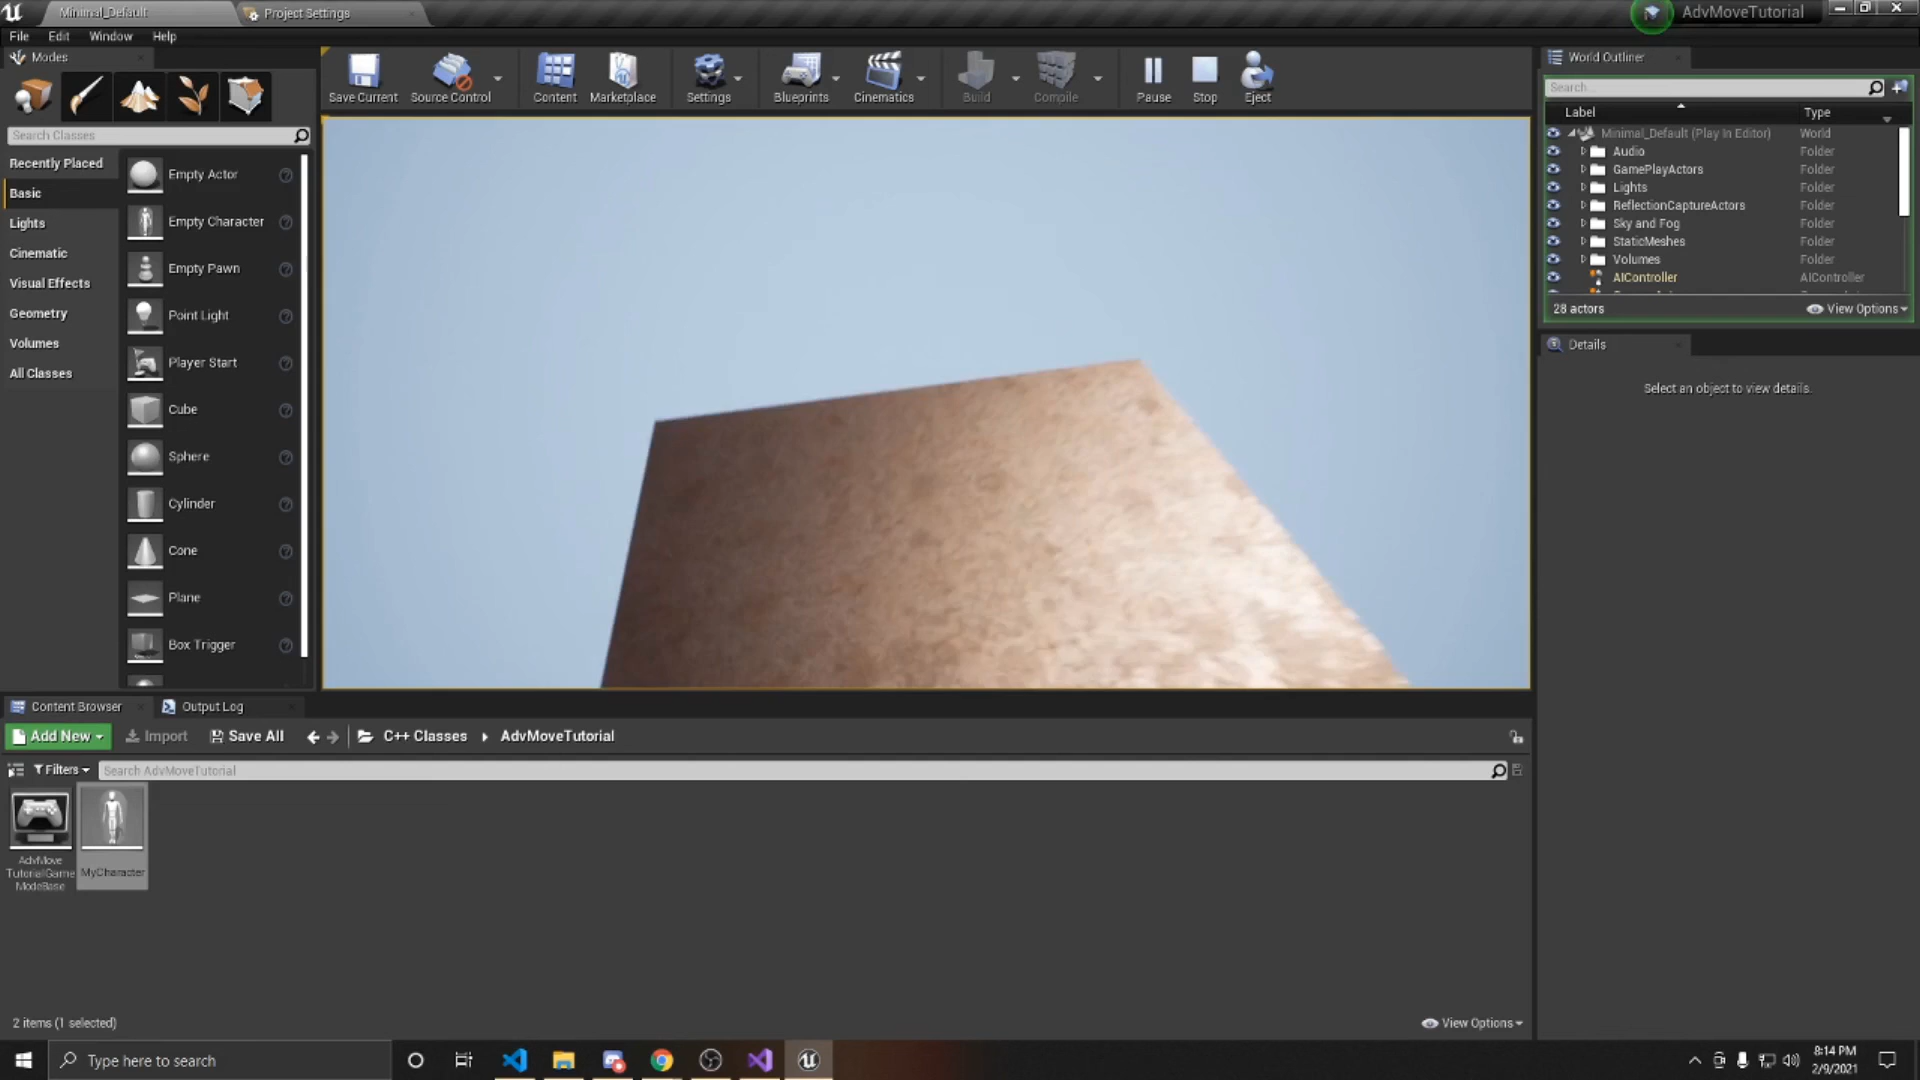 Minimal_Default
Project Settings
AdvMoveTutorial
File Edit Window Help
Modes
Search Classes
Recently Placed
Basic
Lights
Cinematic
Visual Effects
Geometry
Volumes
All Classes
Empty Actor
Empty Character
Empty Pawn
Point Light
Player Start
Cube
Sphere
Cylinder
Cone
Plane
Box Trigger
Save Current
Source Control
Content
Marketplace
Settings
Blueprints
Cinematics
Build
Compile
Pause
Stop
Eject
World Outliner
Search...
Label Type
Minimal_Default (Play In Editor) World
Audio Folder
GamePlayActors Folder
Lights Folder
ReflectionCaptureActors Folder
Sky and Fog Folder
StaticMeshes Folder
Volumes Folder
AIController AIController
28 actors
View Options
Details
Select an object to view details.
Content Browser
Output Log
Add New
Import
Save All
C++ Classes
AdvMoveTutorial
Filters
Search AdvMoveTutorial
AdvMove
TutorialGame
ModeBase
MyCharacter
2 items (1 selected)
View Options
Type here to search
8:14 PM
2/9/2021